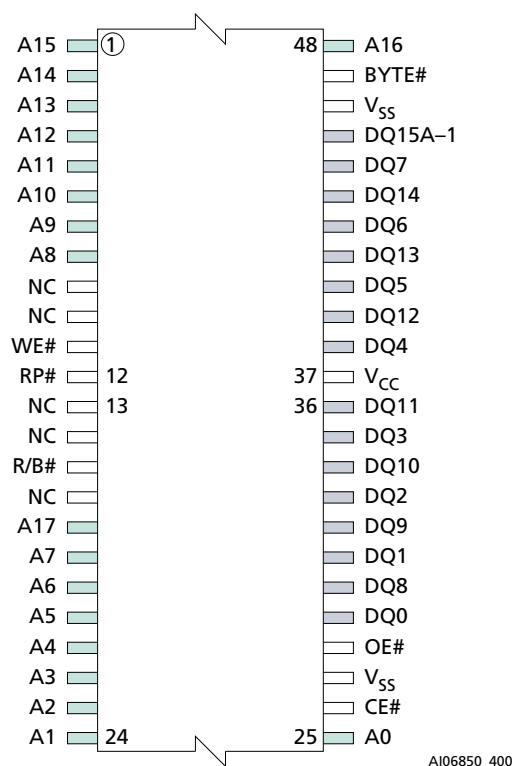 A15 1 48 A16
A14 BYTE#
A13 VSS
A12 DQ15A–1
A11 DQ7
A10 DQ14
A9 DQ6
A8 DQ13
NC DQ5
NC DQ12
WE# DQ4
RP# 12 37 VCC
NC 13 36 DQ11
NC DQ3
R/B# DQ10
NC DQ2
A17 DQ9
A7 DQ1
A6 DQ8
A5 DQ0
A4 OE#
A3 VSS
A2 CE#
A1 24 25 A0
AI06850_400